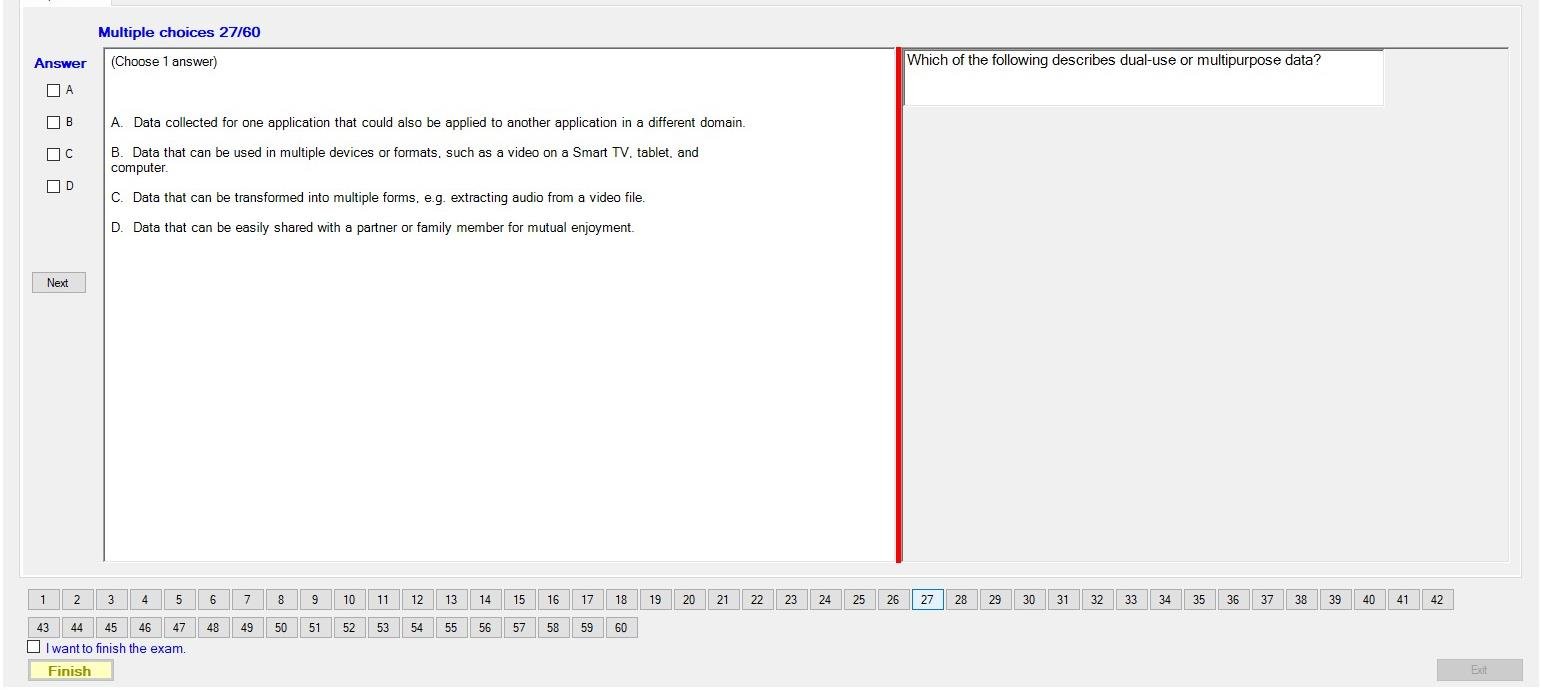 Multiple choices 27/60
Answer
(Choose 1 answer)
Which of the following describes dual-use or multipurpose data?
A
B
C
D
A. Data collected for one application that could also be applied to another application in a different domain.
B. Data that can be used in multiple devices or formats, such as a video on a Smart TV, tablet, and
computer.
C. Data that can be transformed into multiple forms, e.g. extracting audio from a video file.
D. Data that can be easily shared with a partner or family member for mutual enjoyment.
Next
1 2 3 4 5 6 7 8 9 10 11 12 13 14 15 16 17 18 19 20 21 22 23 24 25 26 27 28 29 30 31 32 33 34 35 36 37 38 39 40 41 42
43 44 45 46 47 48 49 50 51 52 53 54 55 56 57 58 59 60
I want to finish the exam.
Finish
Exit